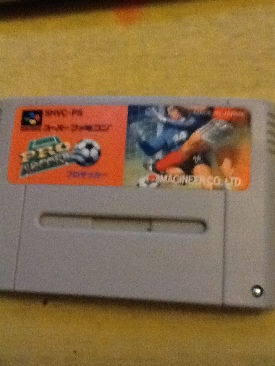 SHVC-PS
スーパーファミコン
PRO
SOCCER
プロサッカー
IMAGINEER CO., LTD